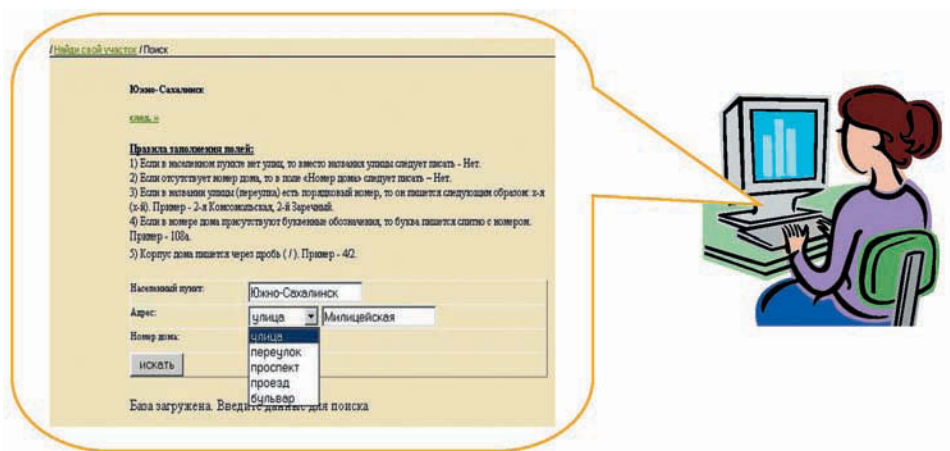 / Найди свой участок / Поиск
Южно-Сахалинск
след. »
Правила заполнения полей:
1) Если в населенном пункте нет улиц, то вместо названия улицы следует писать - Нет.
2) Если отсутствует номер дома, то в поле «Номер дома» следует писать – Нет.
3) Если в названии улицы (переулка) есть порядковый номер, то он пишется следующим образом: х-я
(х-й). Пример - 2-я Комсомольская, 2-й Заречный.
4) Если в номере дома присутствуют буквенные обозначения, то буква пишется слитно с номером.
Пример - 108а.
5) Корпус дома пишется через дробь ( / ). Пример - 4/2.
Населенный пункт: Южно-Сахалинск
Адрес: улица Милицейская
Номер дома: улица
переулок
искать проспект
проезд
бульвар
База загружена. Введите данные для поиска